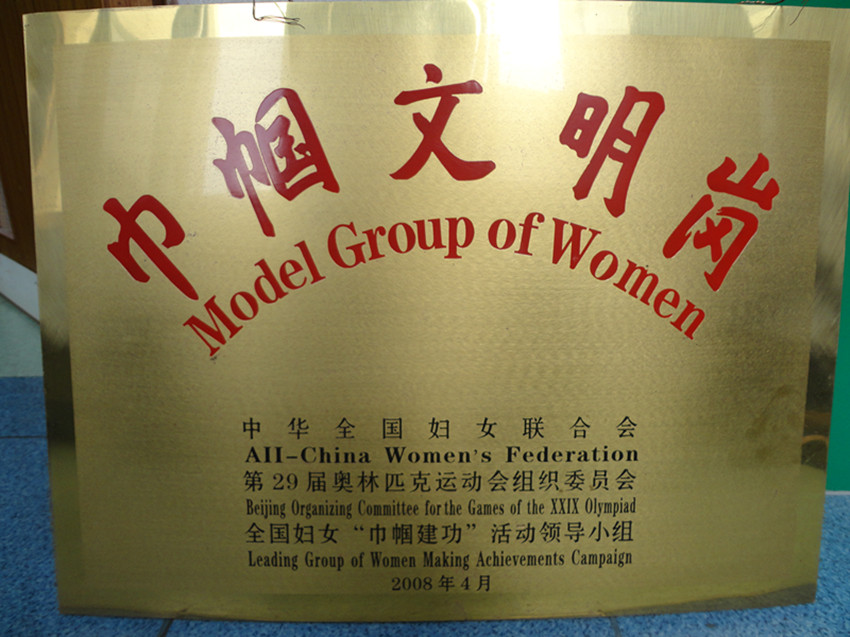 巾帼文明岗
Model Group of Women
中华全国妇女联合会
All-China Women's Federation
第29届奥林匹克运动会组织委员会
Beijing Organizing Committee for the Games of the XXIX Olympiad
全国妇女“巾帼建功”活动领导小组
Leading Group of Women Making Achievements Campaign
2008年4月